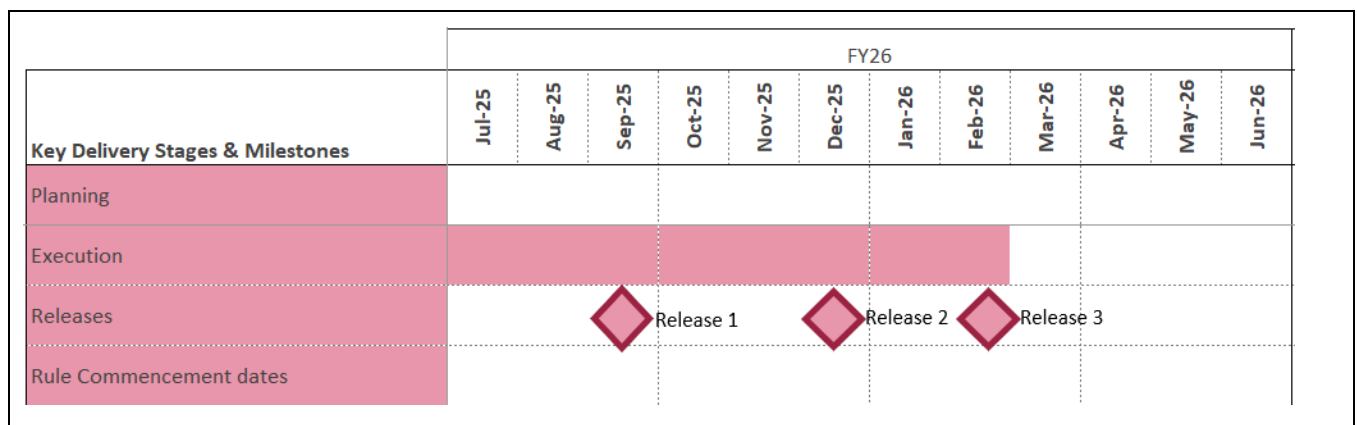 FY26
Key Delivery Stages & Milestones
Jul-25
Aug-25
Sep-25
Oct-25
Nov-25
Dec-25
Jan-26
Feb-26
Mar-26
Apr-26
May-26
Jun-26
Planning
Execution
Releases
Release 1
Release 2
Release 3
Rule Commencement dates